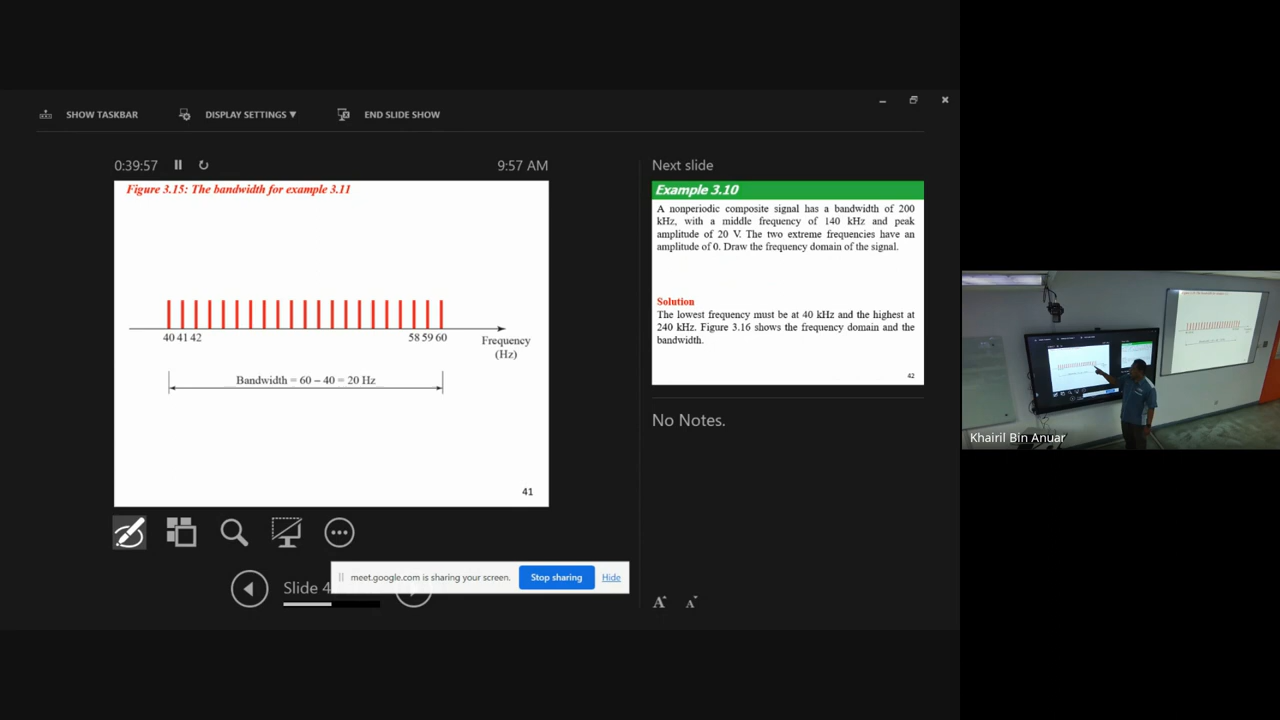 SHOW TASKBAR
DISPLAY SETTINGS ▼
END SLIDE SHOW
0:39:57
9:57 AM
Figure 3.15: The bandwidth for example 3.11
40 41 42
58 59 60
Frequency
(Hz)
Bandwidth = 60 – 40 = 20 Hz
41
Next slide
Example 3.10
A nonperiodic composite signal has a bandwidth of 200
kHz, with a middle frequency of 140 kHz and peak
amplitude of 20 V. The two extreme frequencies have an
amplitude of 0. Draw the frequency domain of the signal.
Solution
The lowest frequency must be at 40 kHz and the highest at
240 kHz. Figure 3.16 shows the frequency domain and the
bandwidth.
42
No Notes.
Slide 4
meet.google.com is sharing your screen.
Stop sharing
Hide
A A
Khairil Bin Anuar